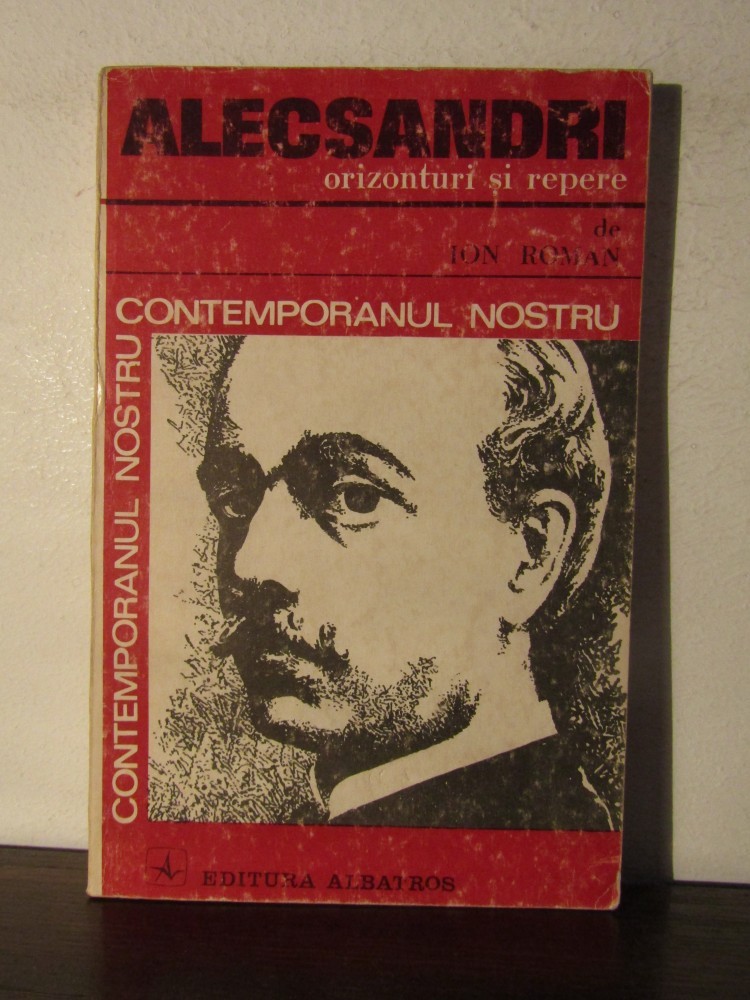 ALECSANDRI
orizonturi și repere
de
ION ROMAN
CONTEMPORANUL NOSTRU
CONTEMPORANUL NOSTRU
EDITURA ALBATROS